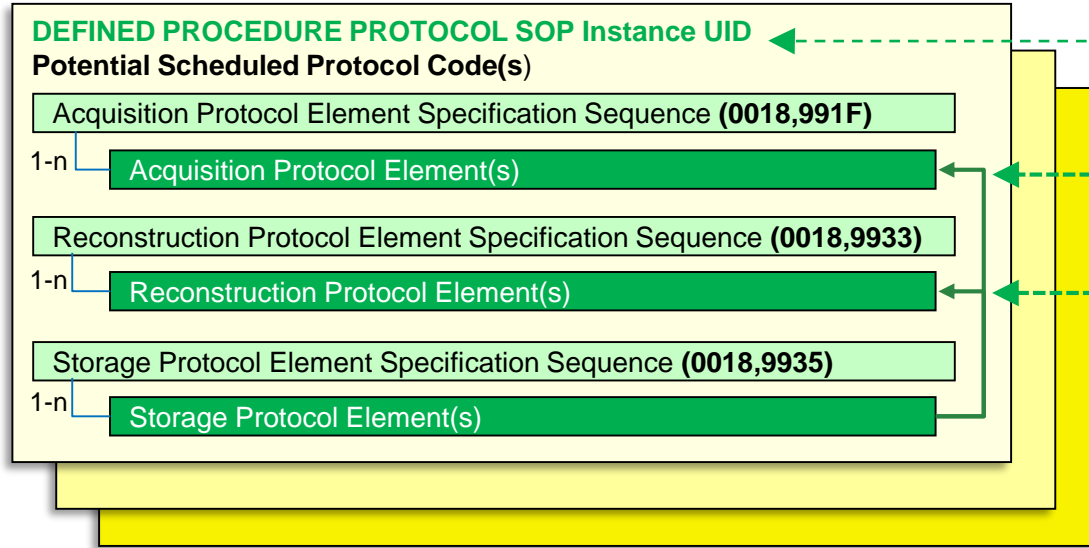 DEFINED PROCEDURE PROTOCOL SOP Instance UID
Potential Scheduled Protocol Code(s)
Acquisition Protocol Element Specification Sequence (0018,991F)
1-n
Acquisition Protocol Element(s)
Reconstruction Protocol Element Specification Sequence (0018,9933)
1-n
Reconstruction Protocol Element(s)
Storage Protocol Element Specification Sequence (0018,9935)
1-n
Storage Protocol Element(s)